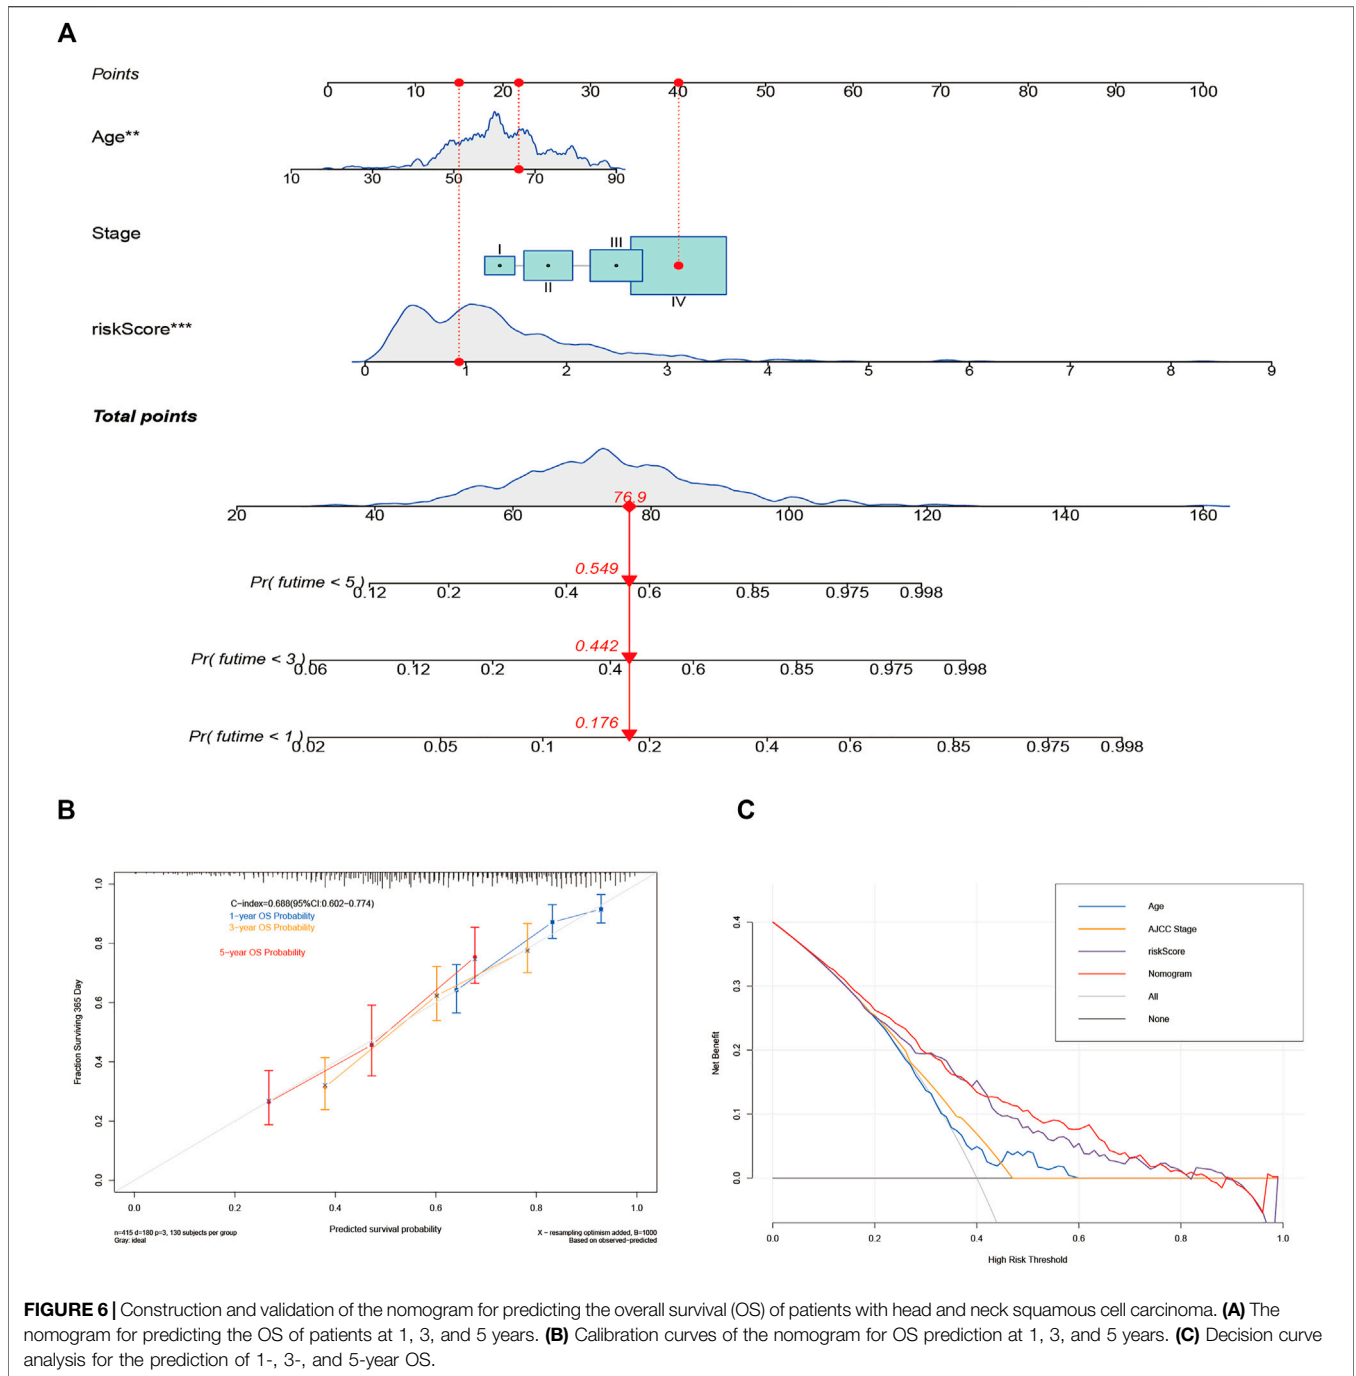 A
Points
0 10 20 30 40 50 60 70 80 90 100
Age**
10 30 50 70 90
Stage
I II III IV
riskScore***
0 1 2 3 4 5 6 7 8 9
Total points
76.9
20 40 60 80 100 120 140 160
0.549
Pr( futime < 5 )
0.12 0.2 0.4 0.6 0.85 0.975 0.998
0.442
Pr( futime < 3 )
0.06 0.12 0.2 0.4 0.6 0.85 0.975 0.998
0.176
Pr( futime < 1 )
0.02 0.05 0.1 0.2 0.4 0.6 0.85 0.975 0.998
B
C-index=0.688(95%CI:0.602-0.774)
1-year OS Probability
3-year OS Probability
5-year OS Probability
Fraction Surviving 365 Day
0.0 0.2 0.4 0.6 0.8 1.0
0.0 0.2 0.4 0.6 0.8 1.0
Predicted survival probability
n=415 d=180 p=3, 130 subjects per group
Gray: ideal
X - resampling optimism added, B=1000
Based on observed-predicted
C
Age
AJCC Stage
riskScore
Nomogram
All
None
Net Benefit
0.0 0.1 0.2 0.3 0.4
0.0 0.2 0.4 0.6 0.8 1.0
High Risk Threshold
FIGURE 6 | Construction and validation of the nomogram for predicting the overall survival (OS) of patients with head and neck squamous cell carcinoma. (A) The
nomogram for predicting the OS of patients at 1, 3, and 5 years. (B) Calibration curves of the nomogram for OS prediction at 1, 3, and 5 years. (C) Decision curve
analysis for the prediction of 1-, 3-, and 5-year OS.